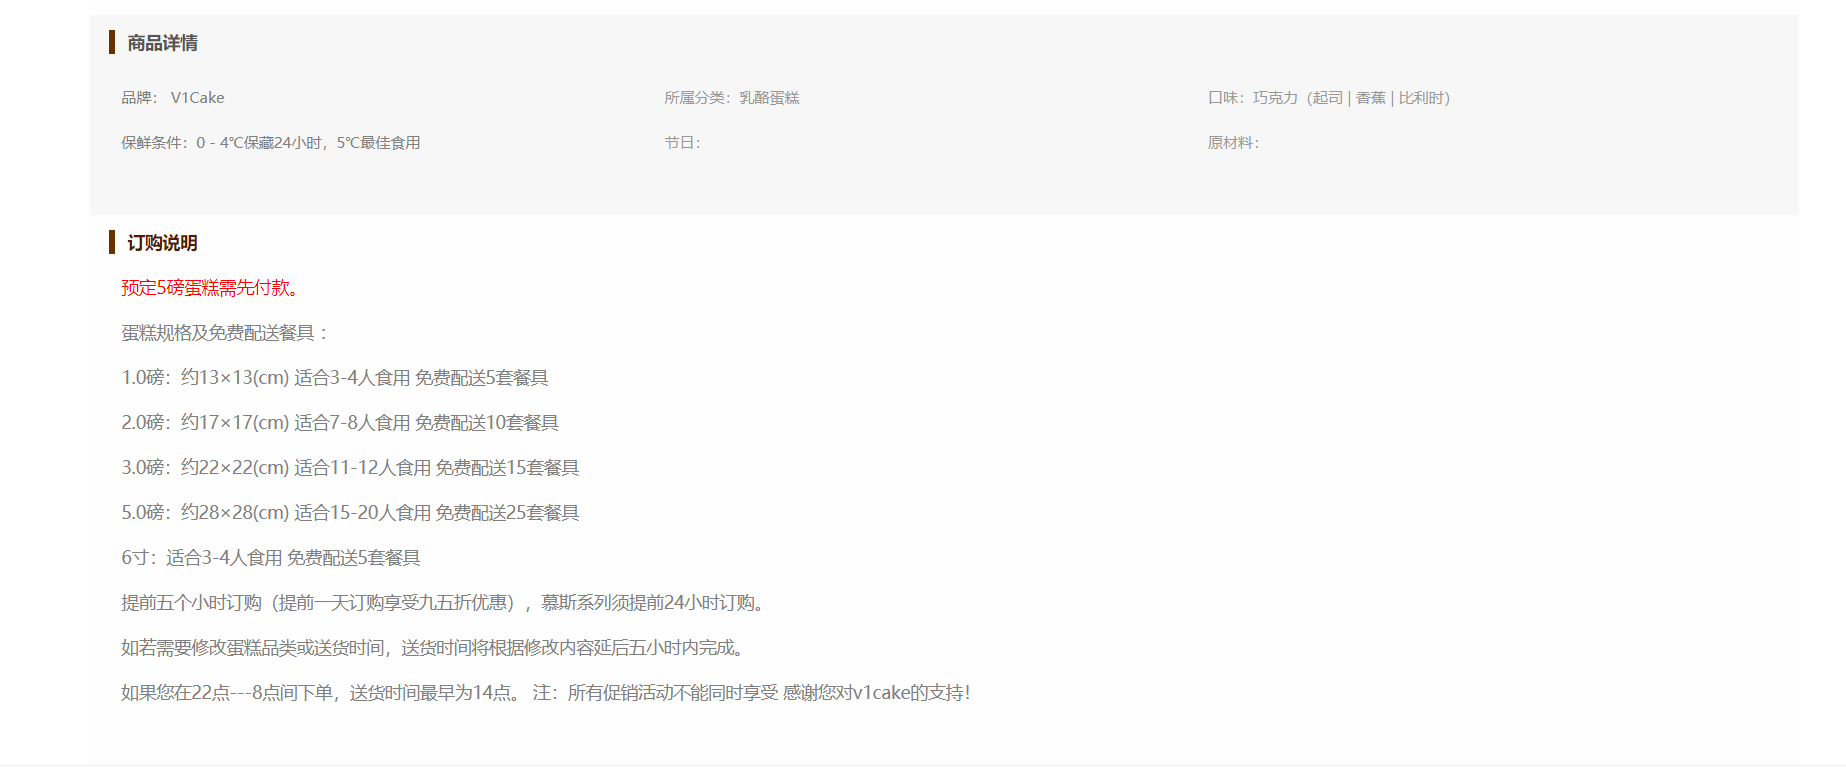 商品详情
品牌： V1Cake 所属分类：乳酪蛋糕 口味：巧克力（起司 | 香蕉 | 比利时）
保鲜条件：0 - 4℃保藏24小时，5℃最佳食用 节日： 原材料：
订购说明
预定5磅蛋糕需先付款。
蛋糕规格及免费配送餐具 ：
1.0磅：约13×13(cm) 适合3-4人食用 免费配送5套餐具
2.0磅：约17×17(cm) 适合7-8人食用 免费配送10套餐具
3.0磅：约22×22(cm) 适合11-12人食用 免费配送15套餐具
5.0磅：约28×28(cm) 适合15-20人食用 免费配送25套餐具
6寸：适合3-4人食用 免费配送5套餐具
提前五个小时订购（提前一天订购享受九五折优惠），慕斯系列须提前24小时订购。
如若需要修改蛋糕品类或送货时间，送货时间将根据修改内容延后五小时内完成。
如果您在22点---8点间下单，送货时间最早为14点。 注：所有促销活动不能同时享受 感谢您对v1cake的支持！